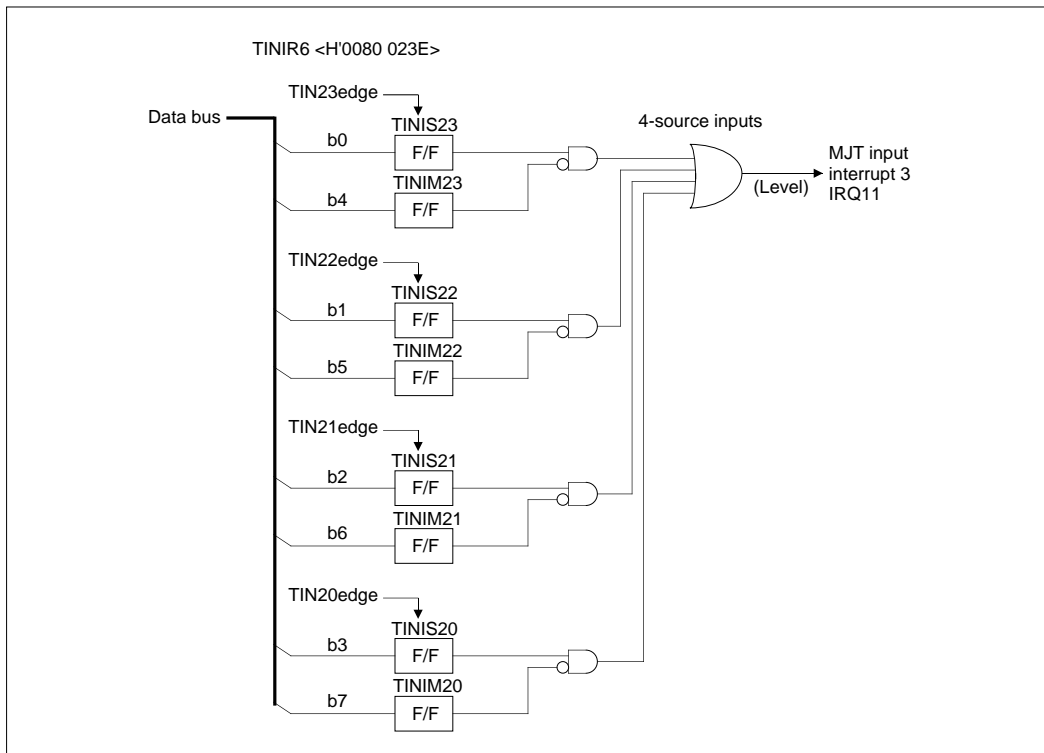 TINIR6 <H'0080 023E>
TIN23edge
Data bus
TINIS23
4-source inputs
b0
F/F
MJT input
interrupt 3
IRQ11
(Level)
TINIM23
b4
F/F
TIN22edge
TINIS22
b1
F/F
TINIM22
b5
F/F
TIN21edge
TINIS21
b2
F/F
TINIM21
b6
F/F
TIN20edge
TINIS20
b3
F/F
TINIM20
b7
F/F